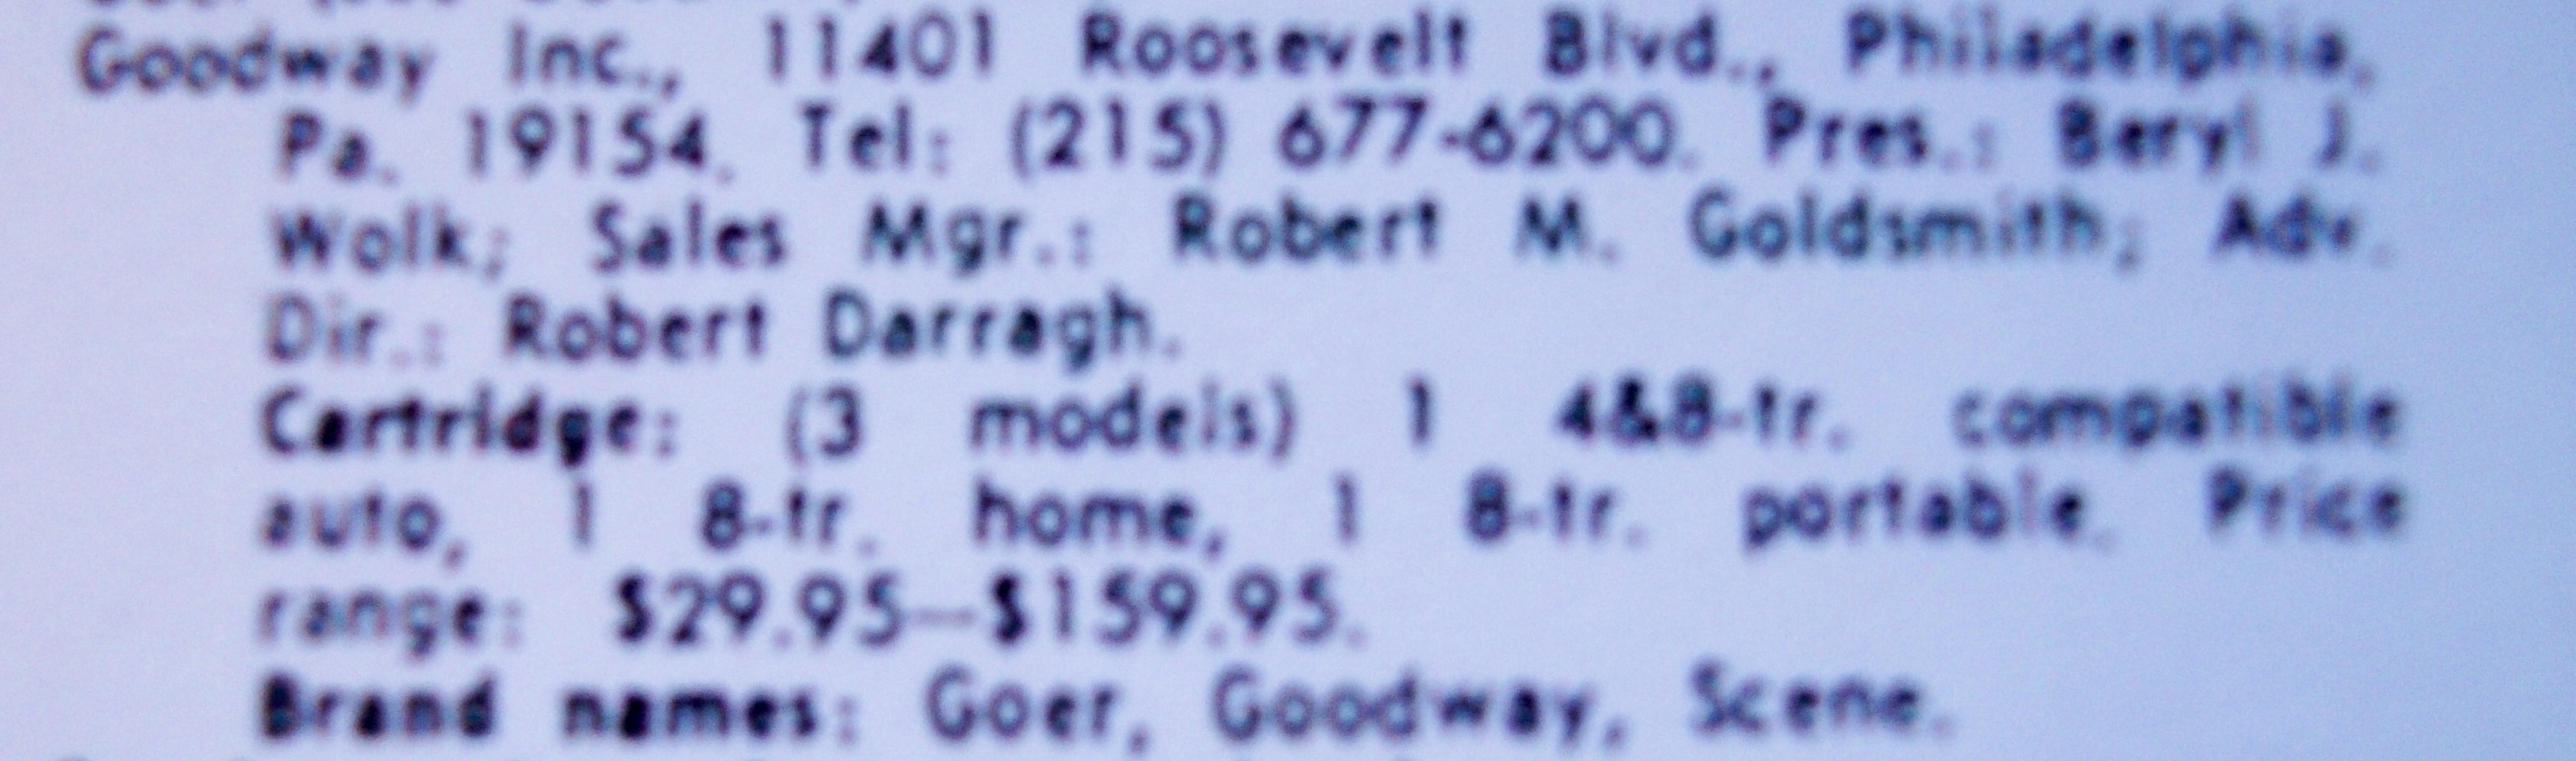 Goodway Inc., 11401 Roosevelt Blvd., Philadelphia,
Pa. 19154. Tel: (215) 677-6200. Pres.: Beryl J.
Wolk; Sales Mgr.: Robert M. Goldsmith; Adv.
Dir.: Robert Darragh.
Cartridge: (3 models) 1 4&8-tr. compatible
auto, 1 8-tr. home, 1 8-tr. portable. Price
range: $29.95—$159.95.
Brand names: Goer, Goodway, Scene.